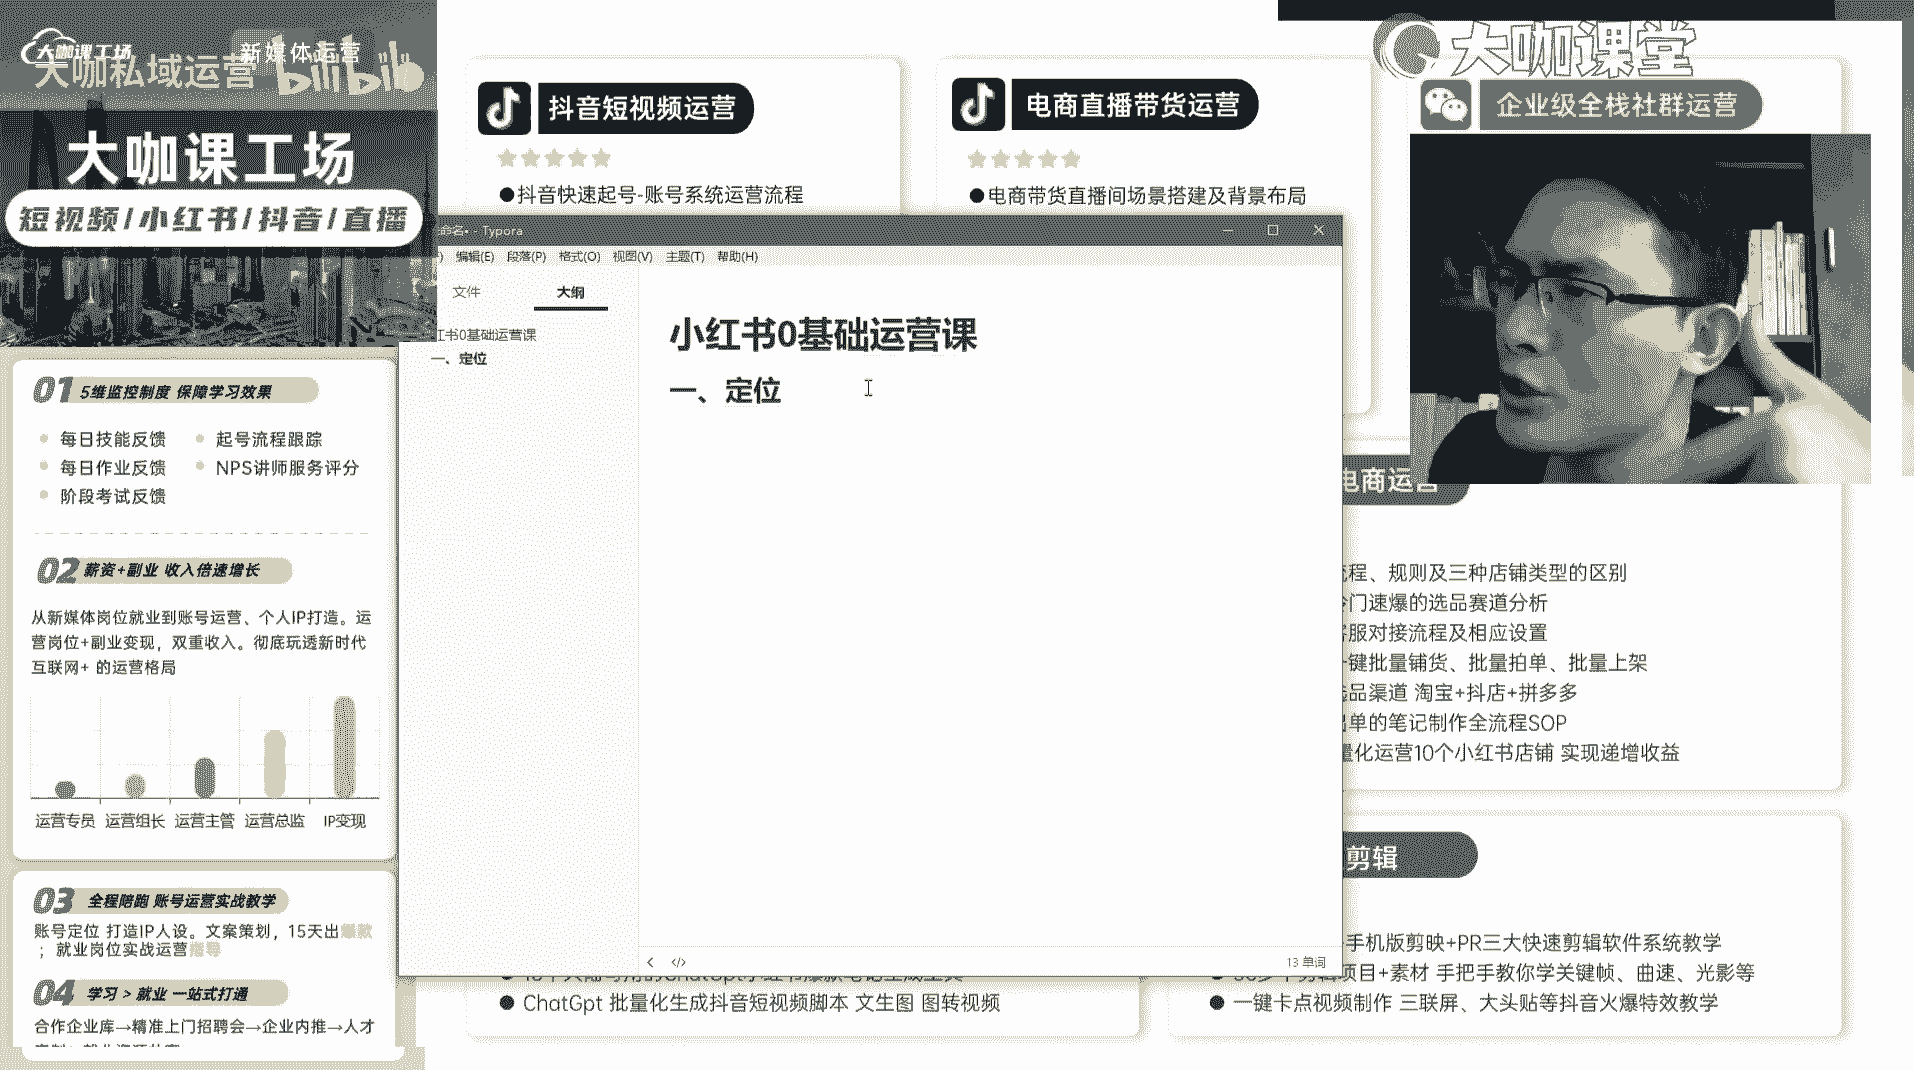 大咖课工场
新媒体运营
大咖私域运营
bilibili
大咖课工场
短视频/小红书/抖音/直播
01 5维监控制度 保障学习效果
每日技能反馈
起号流程跟踪
每日作业反馈
NPS讲师服务评分
阶段考试反馈
02 薪资+副业 收入倍速增长
从新媒体岗位就业到账号运营、个人IP打造。运
营岗位+副业变现，双重收入。彻底玩透新时代
互联网+ 的运营格局
运营专员 运营组长 运营主管 运营总监 IP变现
03 全程陪跑 账号运营实战教学
账号定位 打造IP人设。文案策划，15天出爆款
；就业岗位实战运营指导
04 学习 > 就业 一站式打通
合作企业库→精准上门招聘会→企业内推→人才
抖音短视频运营
●抖音快速起号-账号系统运营流程
电商直播带货运营
●电商带货直播间场景搭建及背景布局
大咖课堂
企业级全栈社群运营
命名• - Typora
编辑(E) 段落(P) 格式(O) 视图(V) 主题(T) 帮助(H)
文件
大纲
红书0基础运营课
一、定位
小红书0基础运营课
一、定位
13 单词
电商运营
流程、规则及三种店铺类型的区别
冷门速爆的选品赛道分析
客服对接流程及相应设置
一键批量铺货、批量拍单、批量上架
选品渠道 淘宝+抖店+拼多多
出单的笔记制作全流程SOP
量化运营10个小红书店铺 实现递增收益
剪辑
手机版剪映+PR三大快速剪辑软件系统教学
50多个剪辑项目+素材 手把手教你学关键帧、曲速、光影等
● 一键卡点视频制作 三联屏、大头贴等抖音火爆特效教学
● ChatGpt 批量化生成抖音短视频脚本 文生图 图转视频